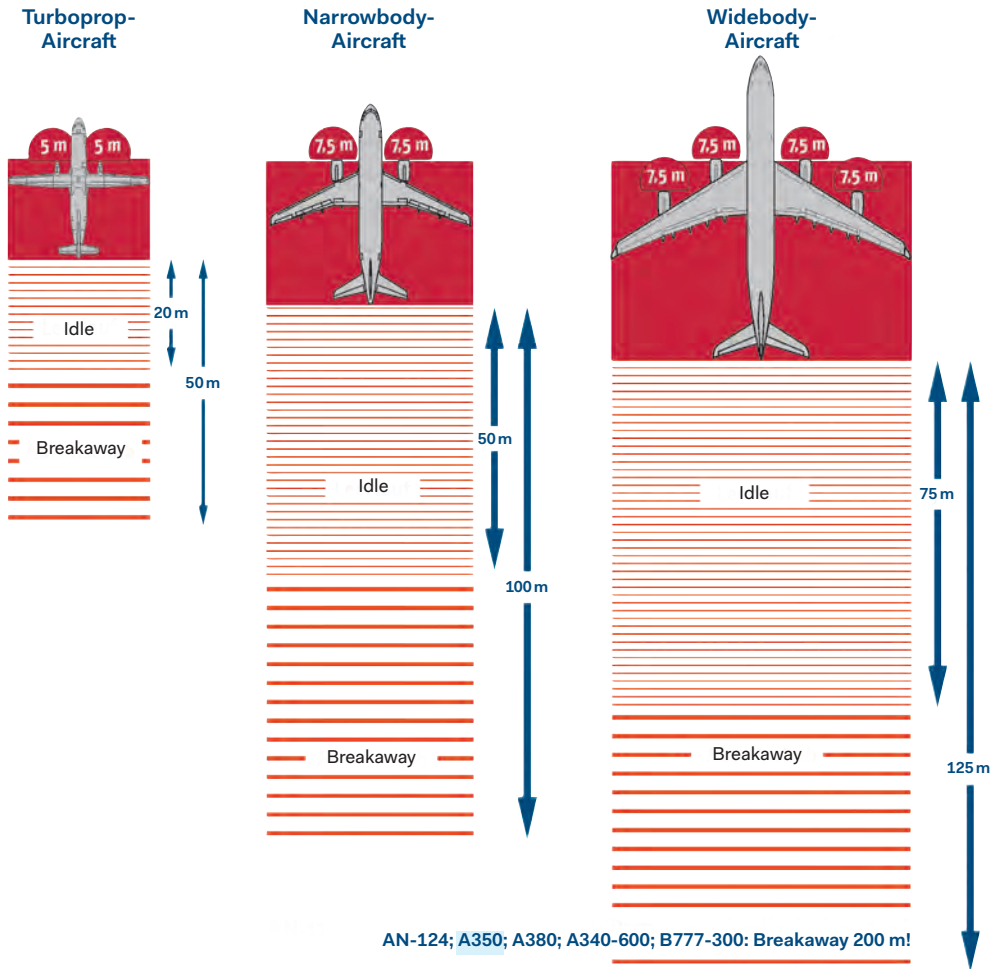 Turboprop-
Aircraft
Narrowbody-
Aircraft
Widebody-
Aircraft
5 m 5 m
7,5 m 7,5 m
7,5 m 7,5 m
7,5 m 7,5 m
20 m
Idle
50 m
Breakaway
50 m
Idle
100 m
Breakaway
75 m
Idle
Breakaway
125 m
AN-124; A350; A380; A340-600; B777-300: Breakaway 200 m!